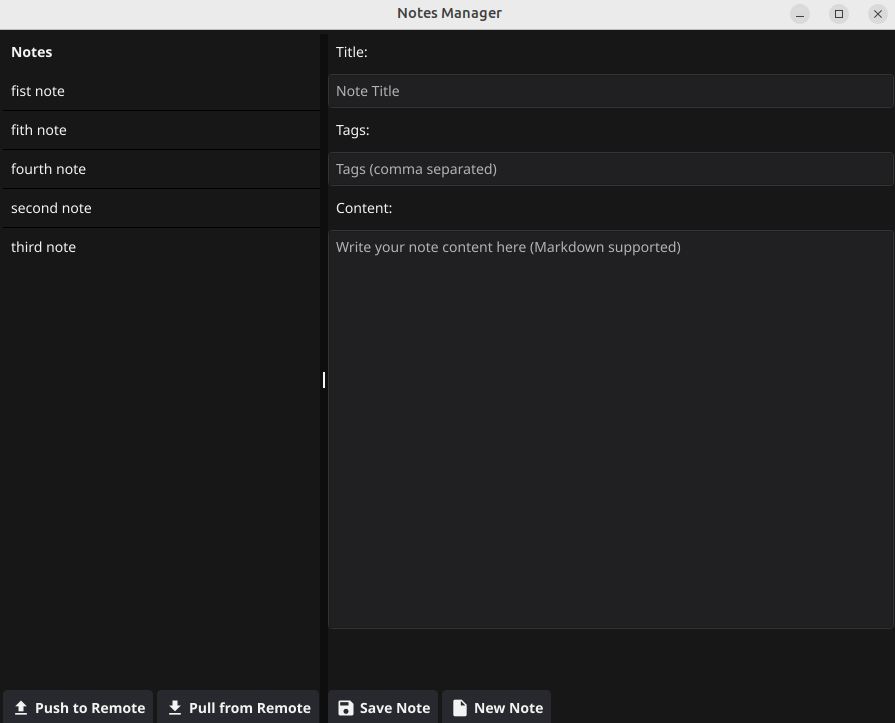 Notes Manager
Notes
fist note
fith note
fourth note
second note
third note
Push to Remote
Pull from Remote
Title:
Note Title
Tags:
Tags (comma separated)
Content:
Write your note content here (Markdown supported)
Save Note
New Note